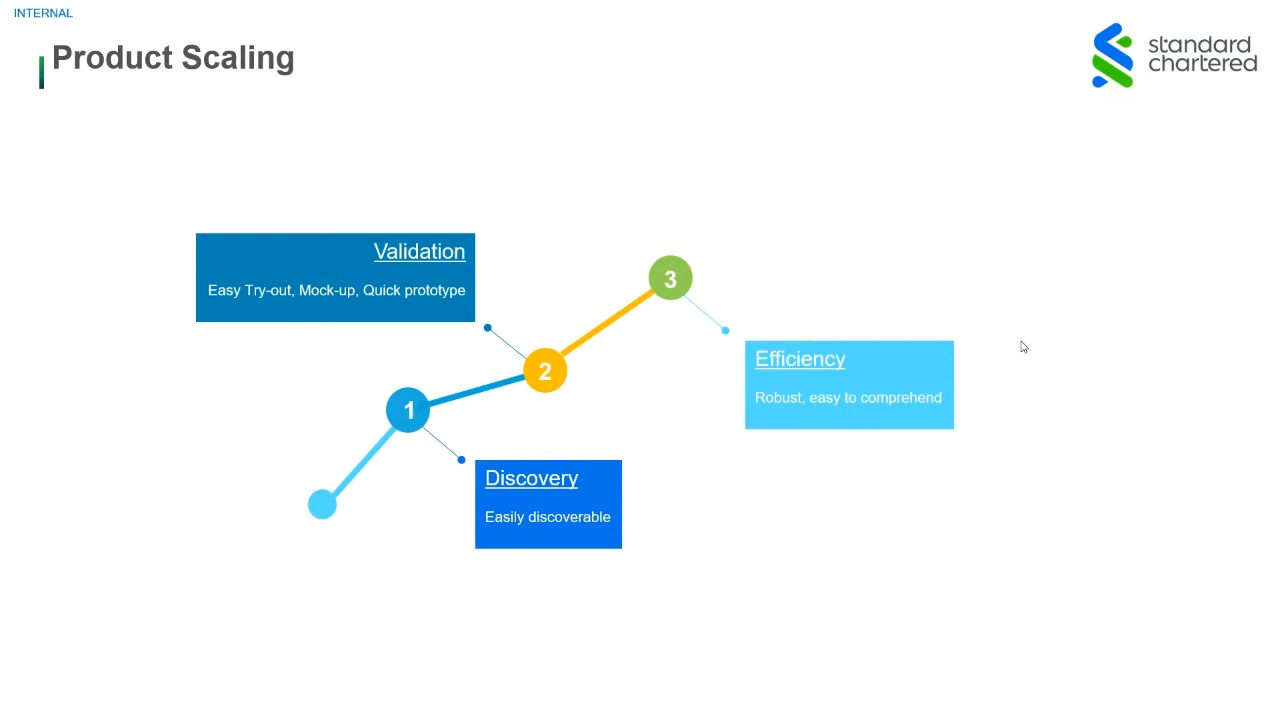 INTERNAL
Product Scaling
standard
chartered
Validation
Easy Try-out, Mock-up, Quick prototype
3
2
Efficiency
Robust, easy to comprehend
1
Discovery
Easily discoverable